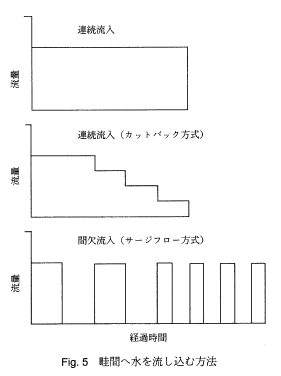 連続流入
流量
連続流入（カットバック方式）
流量
間欠流入（サージフロー方式）
流量
経過時間
Fig. 5 畦間へ水を流し込む方法